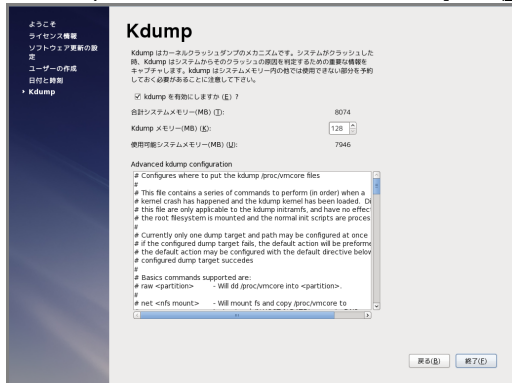 ようこそ
ライセンス情報
ソフトウェア更新の設
定
ユーザーの作成
日付と時刻
Kdump
Kdump
Kdump はカーネルクラッシュダンプのメカニズムです。システムがクラッシュした
時、Kdump はシステムからそのクラッシュの原因を判定するための重要な情報を
キャプチャします。kdump はシステムメモリー内の他では使用できない部分を予約
しておく必要があることに注意して下さい。
kdump を有効にしますか (E) ?
合計システムメモリー(MB) (T): 8074
Kdump メモリー(MB) (K): 128
使用可能システムメモリー(MB) (U): 7946
Advanced kdump configuration
# Configures where to put the kdump /proc/vmcore files
#
# This file contains a series of commands to perform (in order) when a
# kernel crash has happened and the kdump kernel has been loaded. Di
# this file are only applicable to the kdump initramfs, and have no effec
# the root filesystem is mounted and the normal init scripts are proces
#
# Currently only one dump target and path may be configured at once
# if the configured dump target fails, the default action will be preforme
# the default action may be configured with the default directive below
# configured dump target succedes
#
# Basics commands supported are:
# raw <partition> - Will dd /proc/vmcore into <partition>.
#
# net <nfs mount> - Will mount fs and copy /proc/vmcore to
戻る(B) 終了(F)